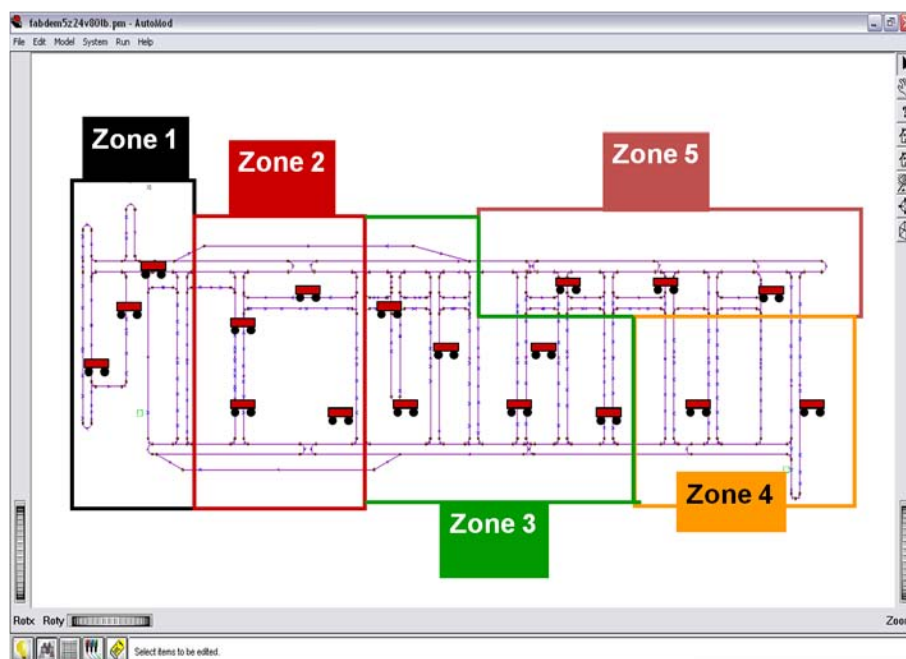 fabdem5z24v80lb.pm - AutoMod
File Edit Model System Run Help
Zone 1
Zone 2
Zone 5
Zone 4
Zone 3
Rotx Roty
Zoom
Select items to be edited.